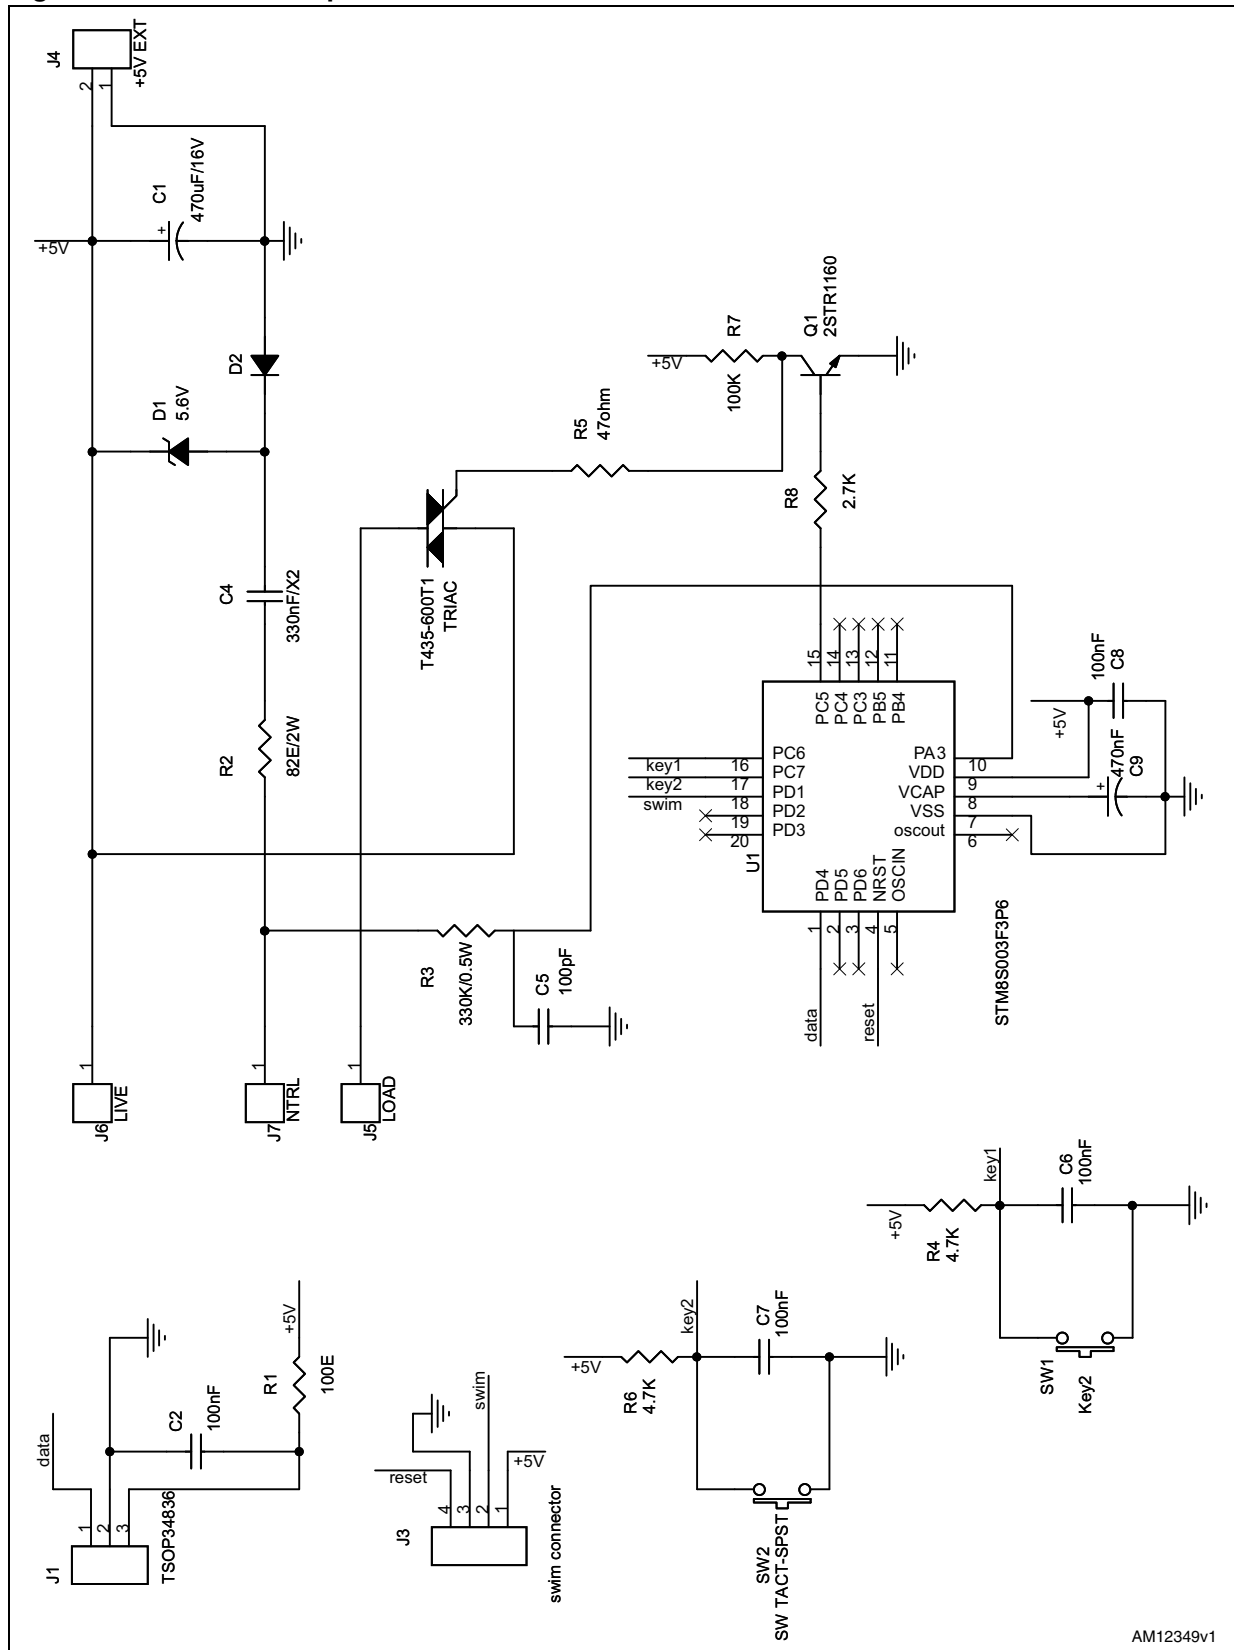 J4
+5V EXT
2
1
+5V
C1
+
470uF/16V
D2
D1
5.6V
R7
+5V
100K
Q1
2STR1160
R5
47ohm
R8
2.7K
T435-600T1
TRIAC
C4
330nF/X2
R2
82E/2W
R3
330K/0.5W
C5
100pF
1
J6
LIVE
1
J7
NTRL
1
J5
LOAD
15
14
13
12
11
PC5
PC4
PC3
PB5
PB4
key1
16
PC6
key2
17
PC7
swim
18
PD1
19
PD2
20
PD3
U1
PA3
10
VDD
9
VCAP
8
VSS
7
oscout
6
PD4
PD5
PD6
NRST
OSCIN
1
2
3
4
5
data
reset
STM8S003F3P6
+5V
100nF
C8
470nF
C9
+
data
J1
1
2
3
TSOP34836
C2
100nF
R1
100E
+5V
reset
swim
+5V
J3
4
3
2
1
swim connector
+5V
R6
4.7K
key2
C7
100nF
SW2
SW TACT-SPST
+5V
R4
4.7K
key1
C6
100nF
SW1
Key2
AM12349v1